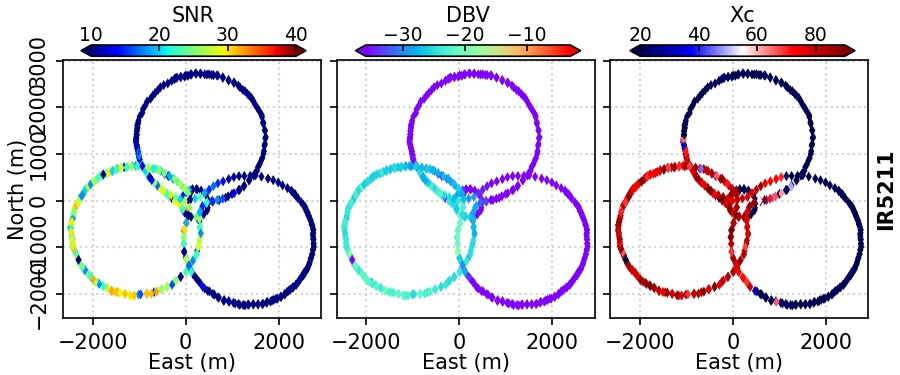 SNR DBV Xc
10 20 30 40 −30 −20 −10 20 40 60 80
3000
2000
1000
0
−1000
−2000
North (m)
IR5211
−2000 0 2000 −2000 0 2000 −2000 0 2000
East (m) East (m) East (m)